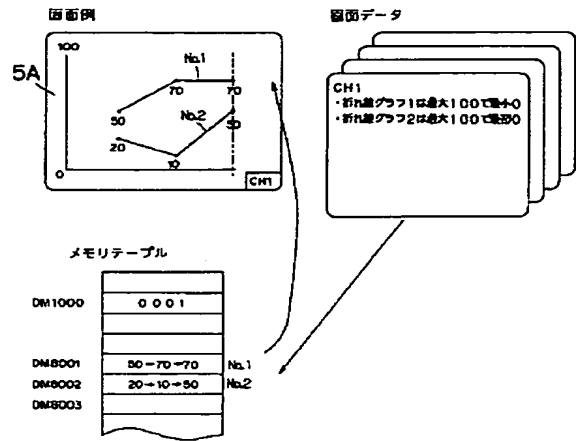 画面例
5A
100
No.1
70
70
50
No.2
50
20
10
0
CH1
画面データ
CH1
・折れ線グラフ1は最大100で最小0
・折れ線グラフ2は最大100で最小0
メモリテーブル
DM1000
0001
DM8001
50→70→70
No.1
DM8002
20→10→50
No.2
DM8003